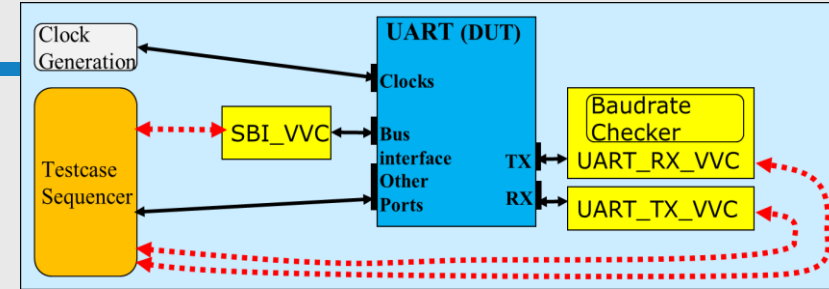 Clock
Generation
Testcase
Sequencer
SBI_VVC
UART (DUT)
Clocks
Bus
interface
Other
Ports
TX
RX
Baudrate
Checker
UART_RX_VVC
UART_TX_VVC